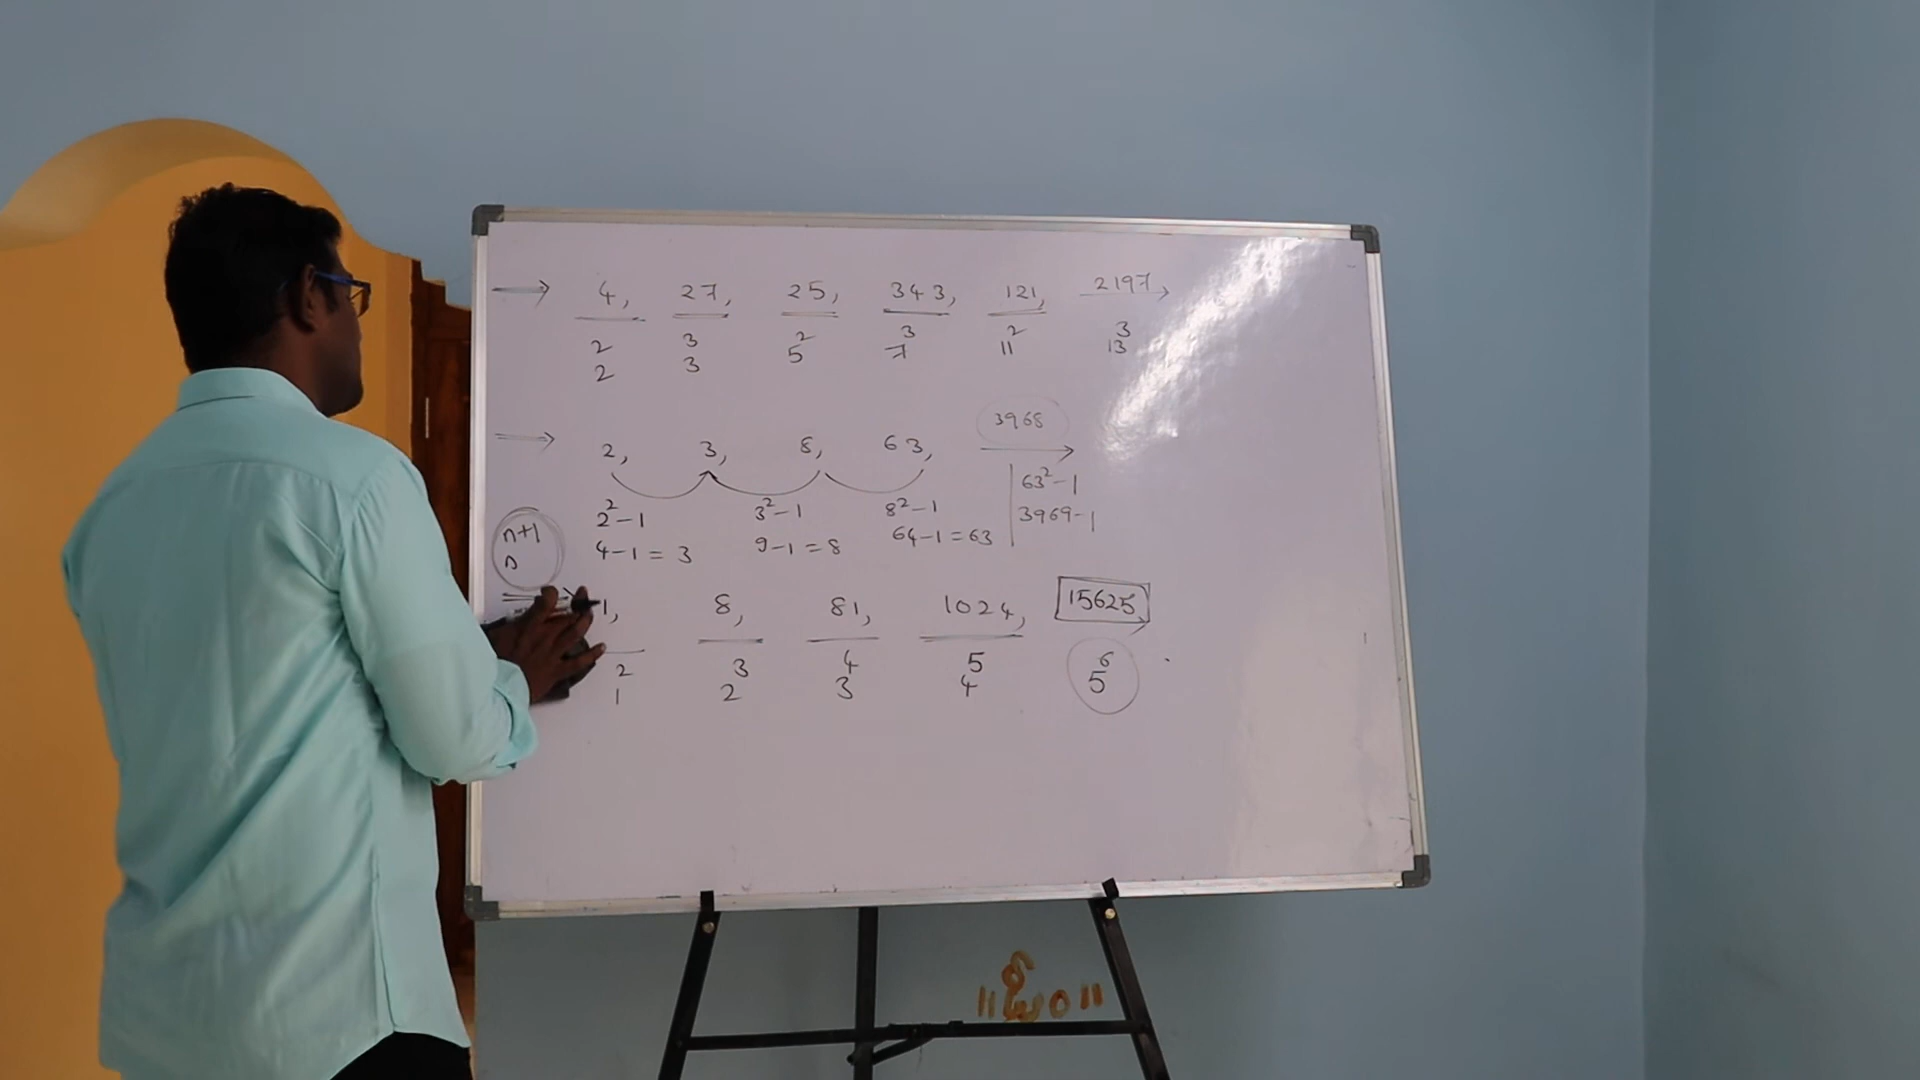 → 4, 27, 25, 343, 121, 2197
2² 3³ 5² 7³ 11² 13³
→ 2, 3, 8, 63, 3968
2²-1 3²-1 8²-1 63²-1
4-1=3 9-1=8 64-1=63 3969-1
n+1
n
1, 8, 81, 1024, 15625
1² 2³ 3⁴ 4⁵ 5⁶